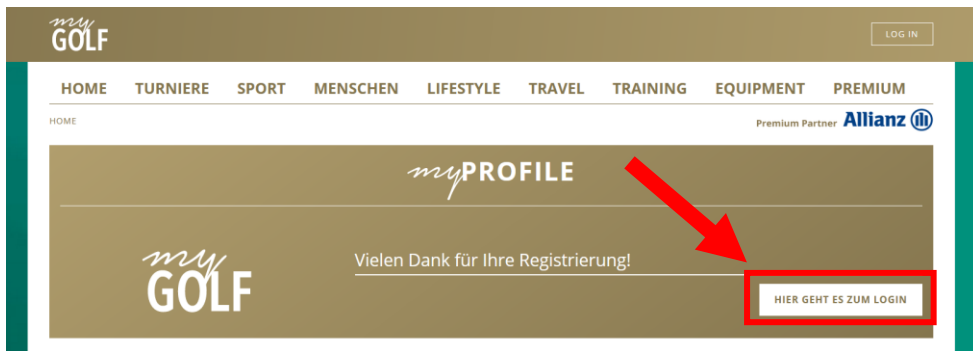 my
GOLF
LOG IN
HOME TURNIERE SPORT MENSCHEN LIFESTYLE TRAVEL TRAINING EQUIPMENT PREMIUM
HOME
Premium Partner Allianz
myPROFILE
my
GOLF
Vielen Dank für Ihre Registrierung!
HIER GEHT ES ZUM LOGIN